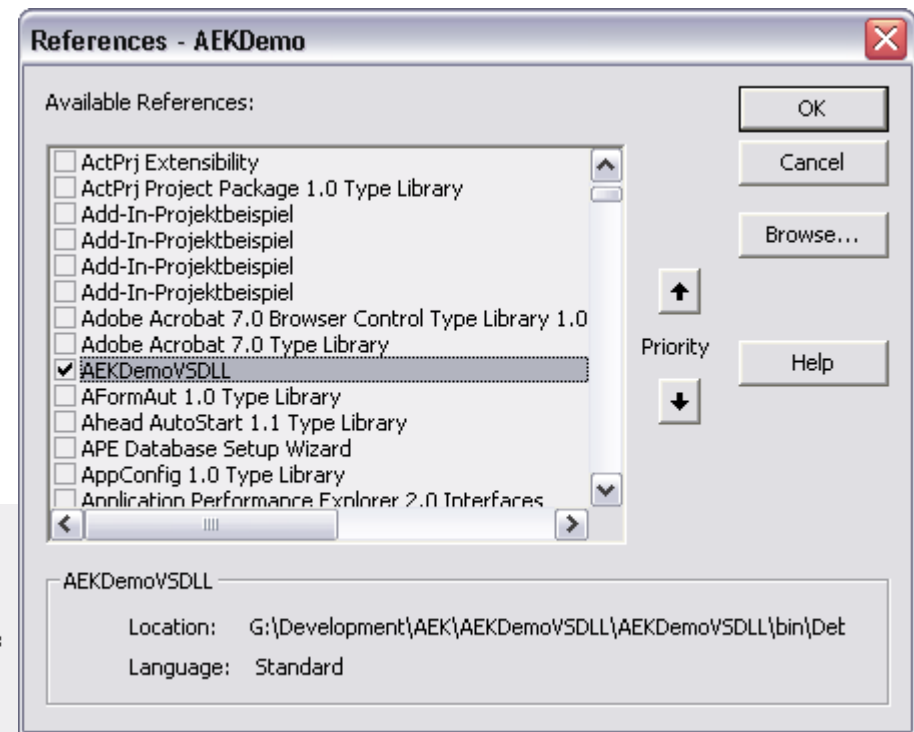 References - AEKDemo
Available References:
ActPrj Extensibility
ActPrj Project Package 1.0 Type Library
Add-In-Projektbeispiel
Add-In-Projektbeispiel
Add-In-Projektbeispiel
Add-In-Projektbeispiel
Adobe Acrobat 7.0 Browser Control Type Library 1.0
Adobe Acrobat 7.0 Type Library
AEKDemoVSDLL
AFormAut 1.0 Type Library
Ahead AutoStart 1.1 Type Library
APE Database Setup Wizard
AppConfig 1.0 Type Library
Application Performance Explorer 2.0 Interfaces
OK
Cancel
Browse...
Priority
Help
AEKDemoVSDLL
Location: G:\Development\AEK\AEKDemoVSDLL\AEKDemoVSDLL\bin\Deb
Language: Standard